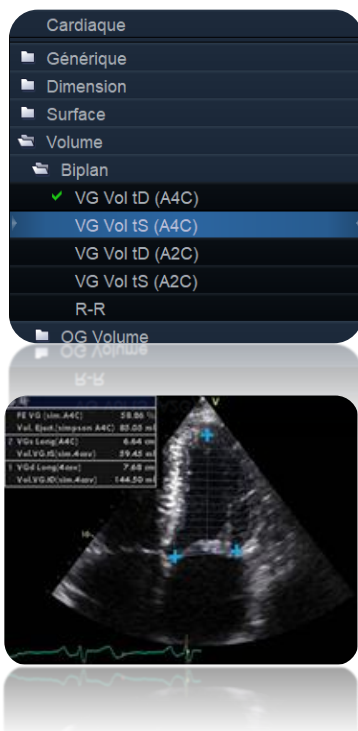 Cardiaque
Générique
Dimension
Surface
Volume
Biplan
VG Vol tD (A4C)
VG Vol tS (A4C)
VG Vol tD (A2C)
VG Vol tS (A2C)
R-R
OG Volume
V
FE VG (sim.A4C) 58.86 %
Vol. Eject.(simpson A4C) 85.05 ml
2 VGs Long(A4C) 6.64 cm
Vol.VG.tS(sim.4cav) 59.45 ml
1 VGd Long(4cav) 7.68 cm
Vol.VG.tD(sim.4cav) 144.50 ml
10